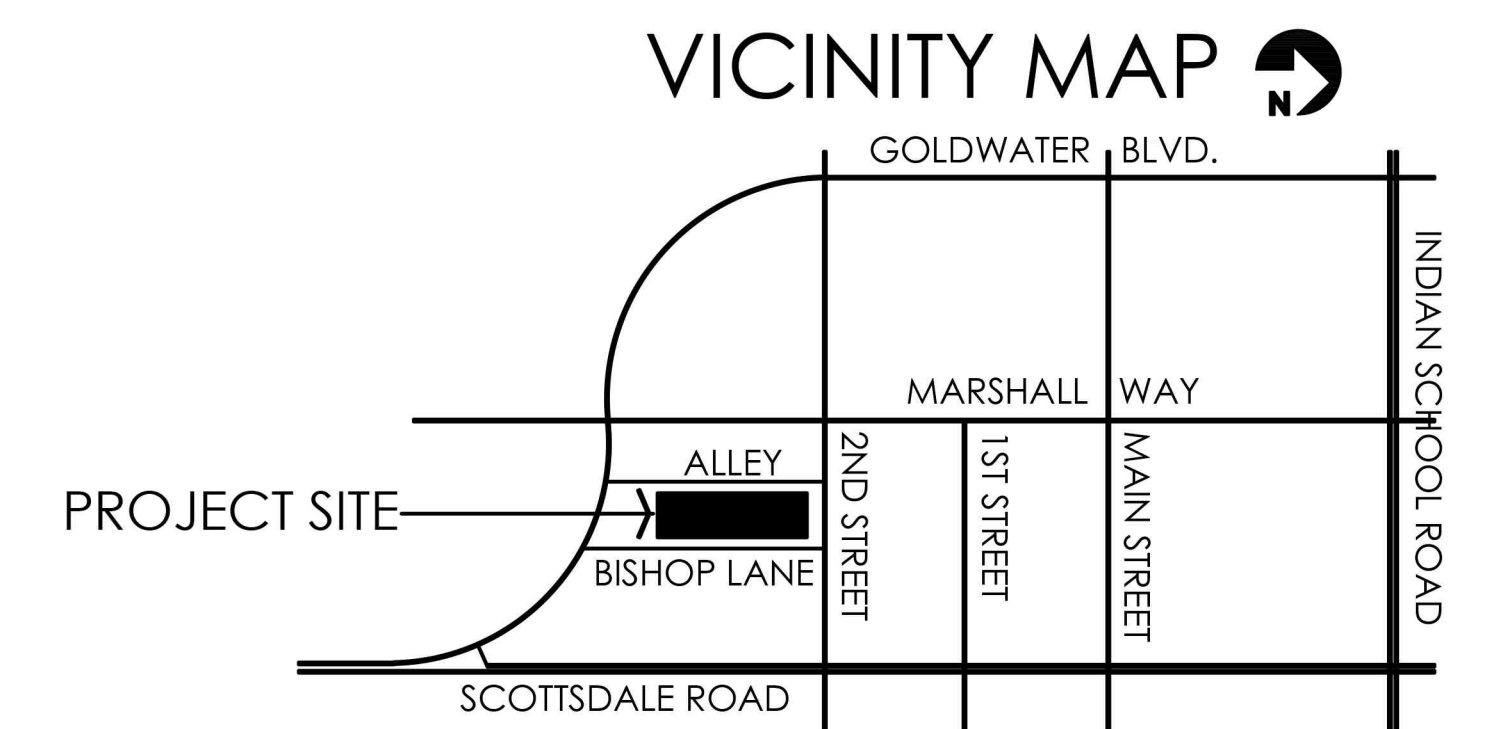 VICINITY MAP
N
GOLDWATER BLVD.
INDIAN SCHOOL ROAD
MARSHALL WAY
ALLEY
2ND STREET
1ST STREET
MAIN STREET
PROJECT SITE
BISHOP LANE
SCOTTSDALE ROAD